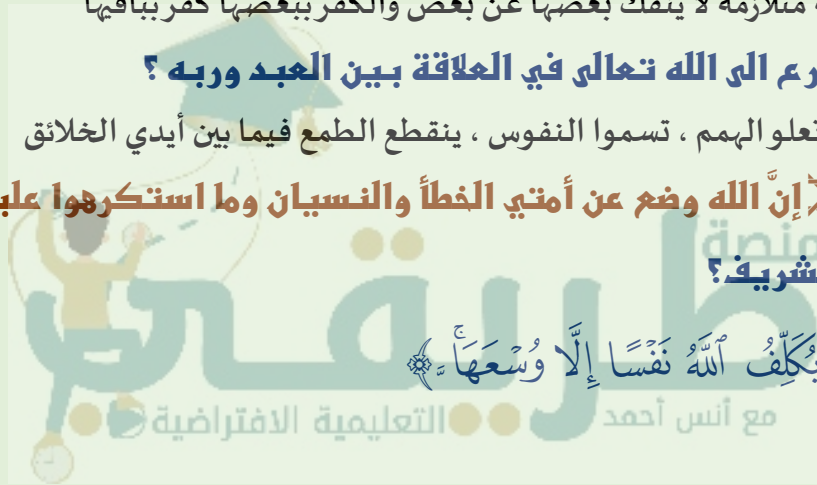 متلازمة لا ينفك بعضها عن بعض والكفر ببعضها كفر بباقيها
رع الى الله تعالى في العلاقة بين العبد وربه ؟
تعلو الهمم ، تسموا النفوس ، ينقطع الطمع فيما بين أيدي الخلائق
إنَّ الله وضع عن أمتي الخطأ والنسيان وما استكرهوا علي
شريف؟
يُكَلِّفُ ٱللَّهُ نَفۡسًا إِلَّا وُسۡعَهَاۚ ﴾
منصة
طريقي
التعليمية الافتراضية
مع أنس أحمد